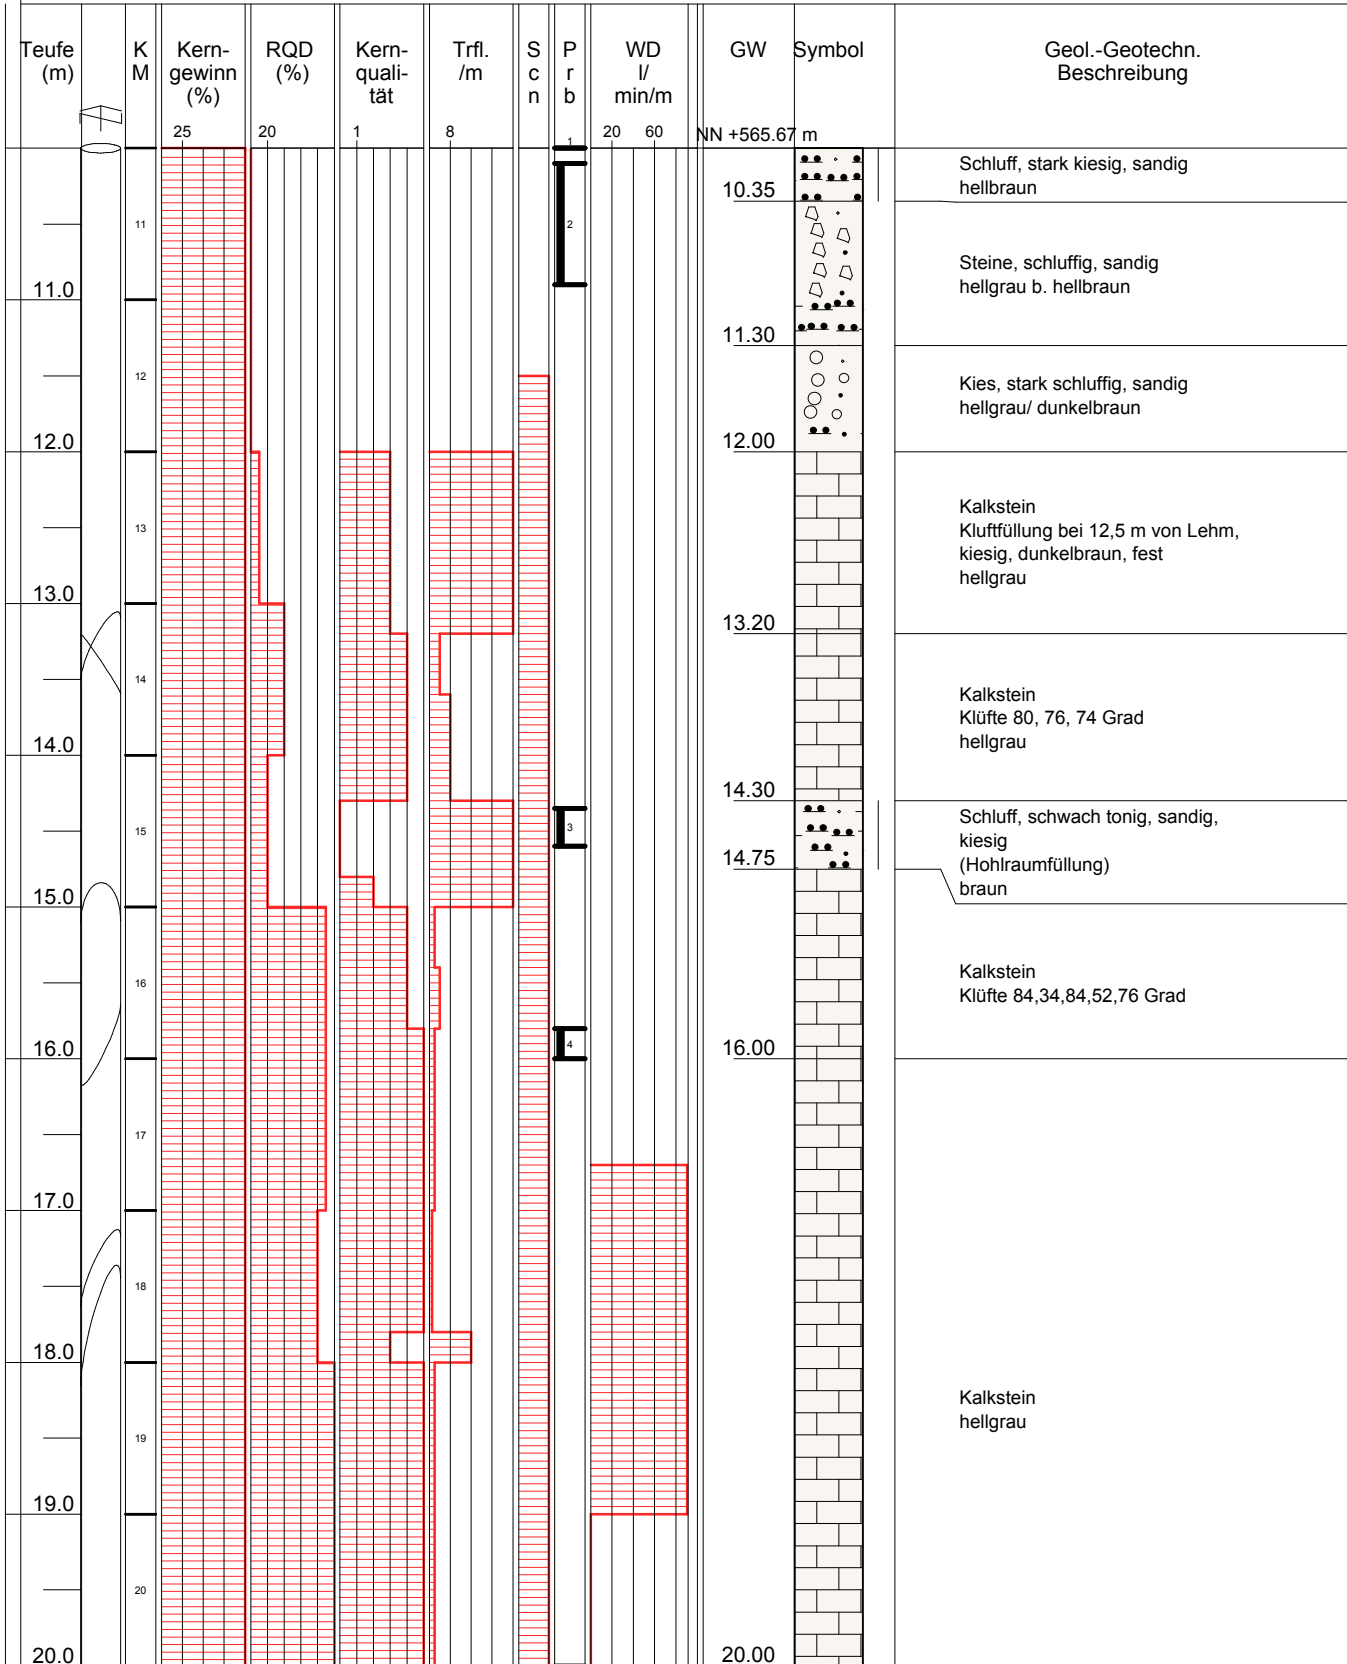 Teufe
(m)
K
M
Kern-
gewinn
(%)
RQD
(%)
Kern-
quali-
tät
Trfl.
/m
S
c
n
P
r
b
WD
l/
min/m
GW
Symbol
Geol.-Geotechn.
Beschreibung
25
20
1
8
20 60
NN +565.67 m
1
Schluff, stark kiesig, sandig
hellbraun
10.35
11
2
Steine, schluffig, sandig
hellgrau b. hellbraun
11.0
11.30
12
Kies, stark schluffig, sandig
hellgrau/ dunkelbraun
12.0
12.00
13
Kalkstein
Kluftfüllung bei 12,5 m von Lehm,
kiesig, dunkelbraun, fest
hellgrau
13.0
13.20
14
Kalkstein
Klüfte 80, 76, 74 Grad
hellgrau
14.0
14.30
15
3
Schluff, schwach tonig, sandig,
kiesig
(Hohlraumfüllung)
braun
14.75
15.0
16
Kalkstein
Klüfte 84,34,84,52,76 Grad
4
16.0
16.00
17
17.0
18
18.0
Kalkstein
hellgrau
19
19.0
20
20.0
20.00